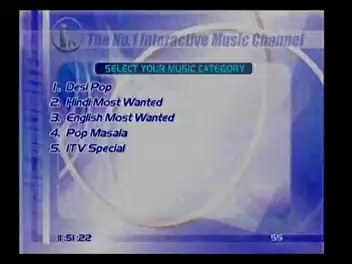 The No.1 Interactive Music Channel
SELECT YOUR MUSIC CATEGORY
1. Desi Pop
2. Hindi Most Wanted
3. English Most Wanted
4. Pop Masala
5. ITV Special
11:51:22
55